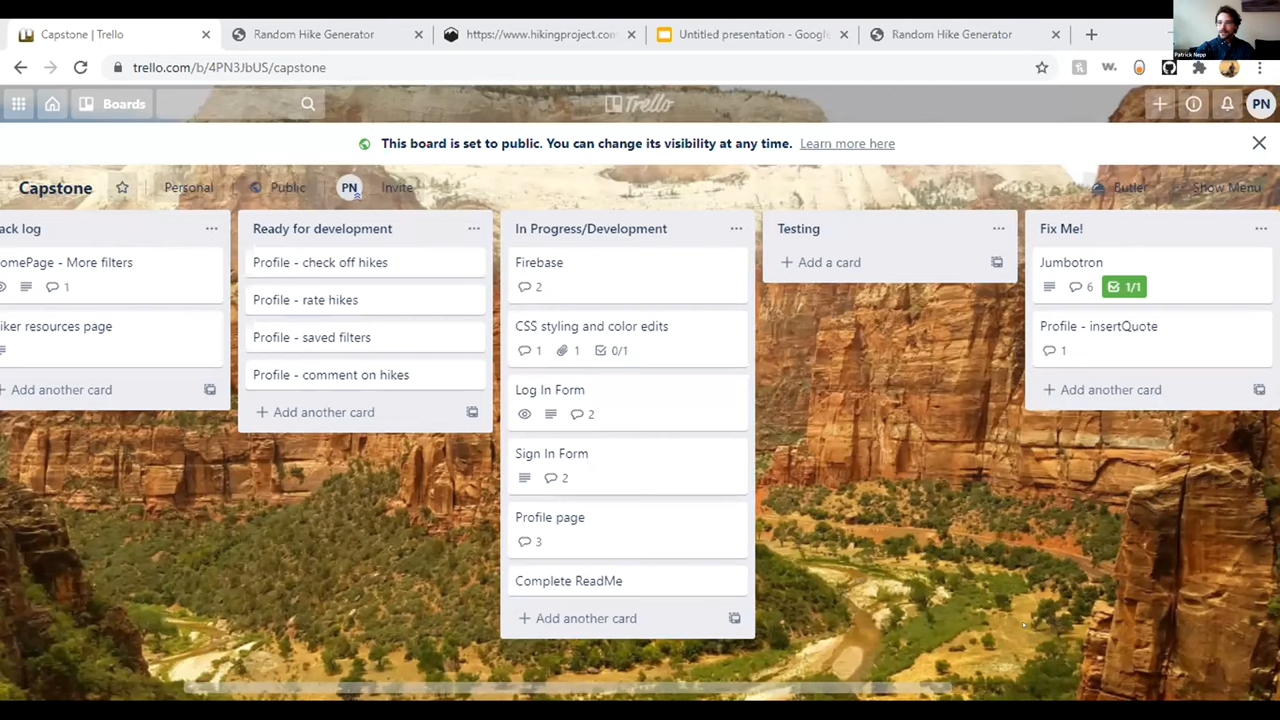 Capstone | Trello
Random Hike Generator
https://www.hikingproject.com
Untitled presentation - Google
Random Hike Generator
Patrick Nepp
trello.com/b/4PN3JbUS/capstone
w.
Boards
Trello
PN
This board is set to public. You can change its visibility at any time. Learn more here
Capstone
Personal
Public
PN
Invite
Butler
Show Menu
ack log
omePage - More filters
1
iker resources page
Add another card
Ready for development
Profile - check off hikes
Profile - rate hikes
Profile - saved filters
Profile - comment on hikes
Add another card
In Progress/Development
Firebase
2
CSS styling and color edits
1 1 0/1
Log In Form
2
Sign In Form
2
Profile page
3
Complete ReadMe
Add another card
Testing
Add a card
Fix Me!
Jumbotron
6 1/1
Profile - insertQuote
1
Add another card